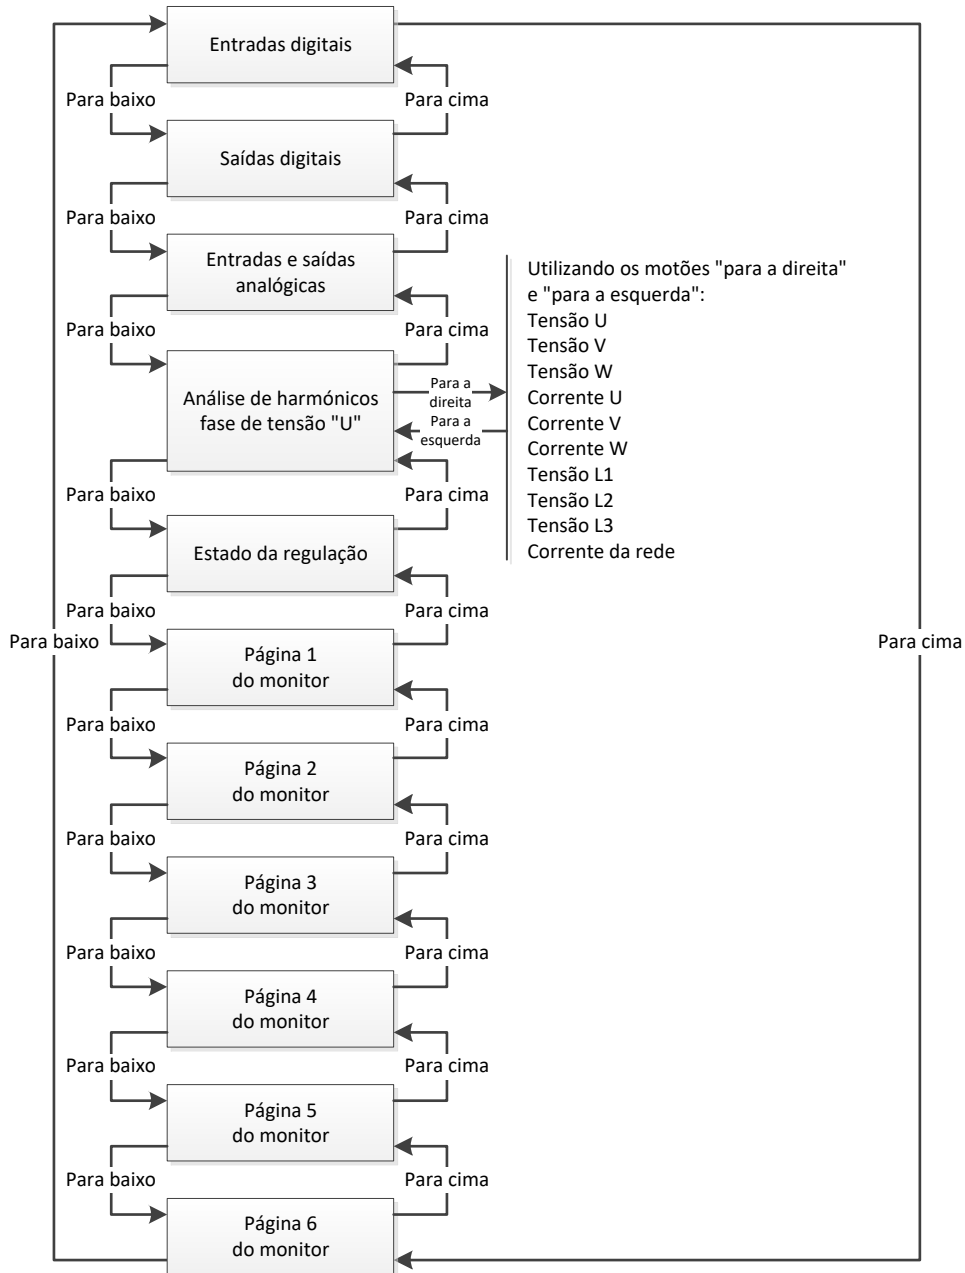 Entradas digitais
Para baixo
Para cima
Saídas digitais
Para baixo
Para cima
Entradas e saídas
analógicas
Para baixo
Para cima
Utilizando os motões "para a direita"
e "para a esquerda":
Tensão U
Tensão V
Tensão W
Corrente U
Corrente V
Corrente W
Tensão L1
Tensão L2
Tensão L3
Corrente da rede
Análise de harmónicos
fase de tensão "U"
Para a
direita
Para a
esquerda
Para baixo
Para cima
Estado da regulação
Para baixo
Para cima
Para baixo
Para cima
Página 1
do monitor
Para baixo
Para cima
Página 2
do monitor
Para baixo
Para cima
Página 3
do monitor
Para baixo
Para cima
Página 4
do monitor
Para baixo
Para cima
Página 5
do monitor
Para baixo
Para cima
Página 6
do monitor